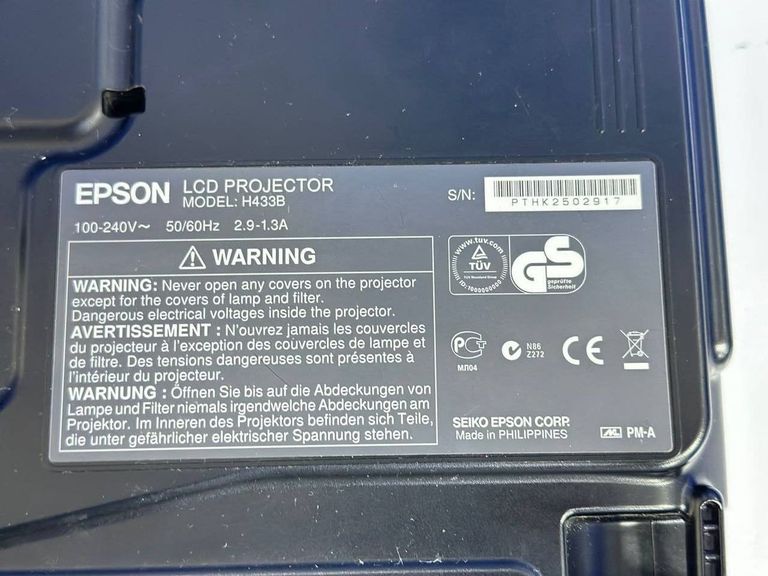 EPSON LCD PROJECTOR
MODEL: H433B
100-240V~ 50/60Hz 2.9-1.3A
S/N: PTHK2502917
WARNING
WARNING: Never open any covers on the projector
except for the covers of lamp and filter.
Dangerous electrical voltages inside the projector.
AVERTISSEMENT : N'ouvrez jamais les couvercles
du projecteur à l'exception des couvercles de lampe et
de filtre. Des tensions dangereuses sont présentes à
l'intérieur du projecteur.
WARNUNG : Öffnen Sie bis auf die Abdeckungen von
Lampe und Filter niemals irgendwelche Abdeckungen am
Projektor. Im Inneren des Projektors befinden sich Teile,
die unter gefährlicher elektrischer Spannung stehen.
www.tuv.com
TÜV
TÜV Rheinland Group
ID:1000000000
GS
geprüfte
Sicherheit
МЛ04
N86
Z272
CE
SEIKO EPSON CORP.
Made in PHILIPPINES
PM-A